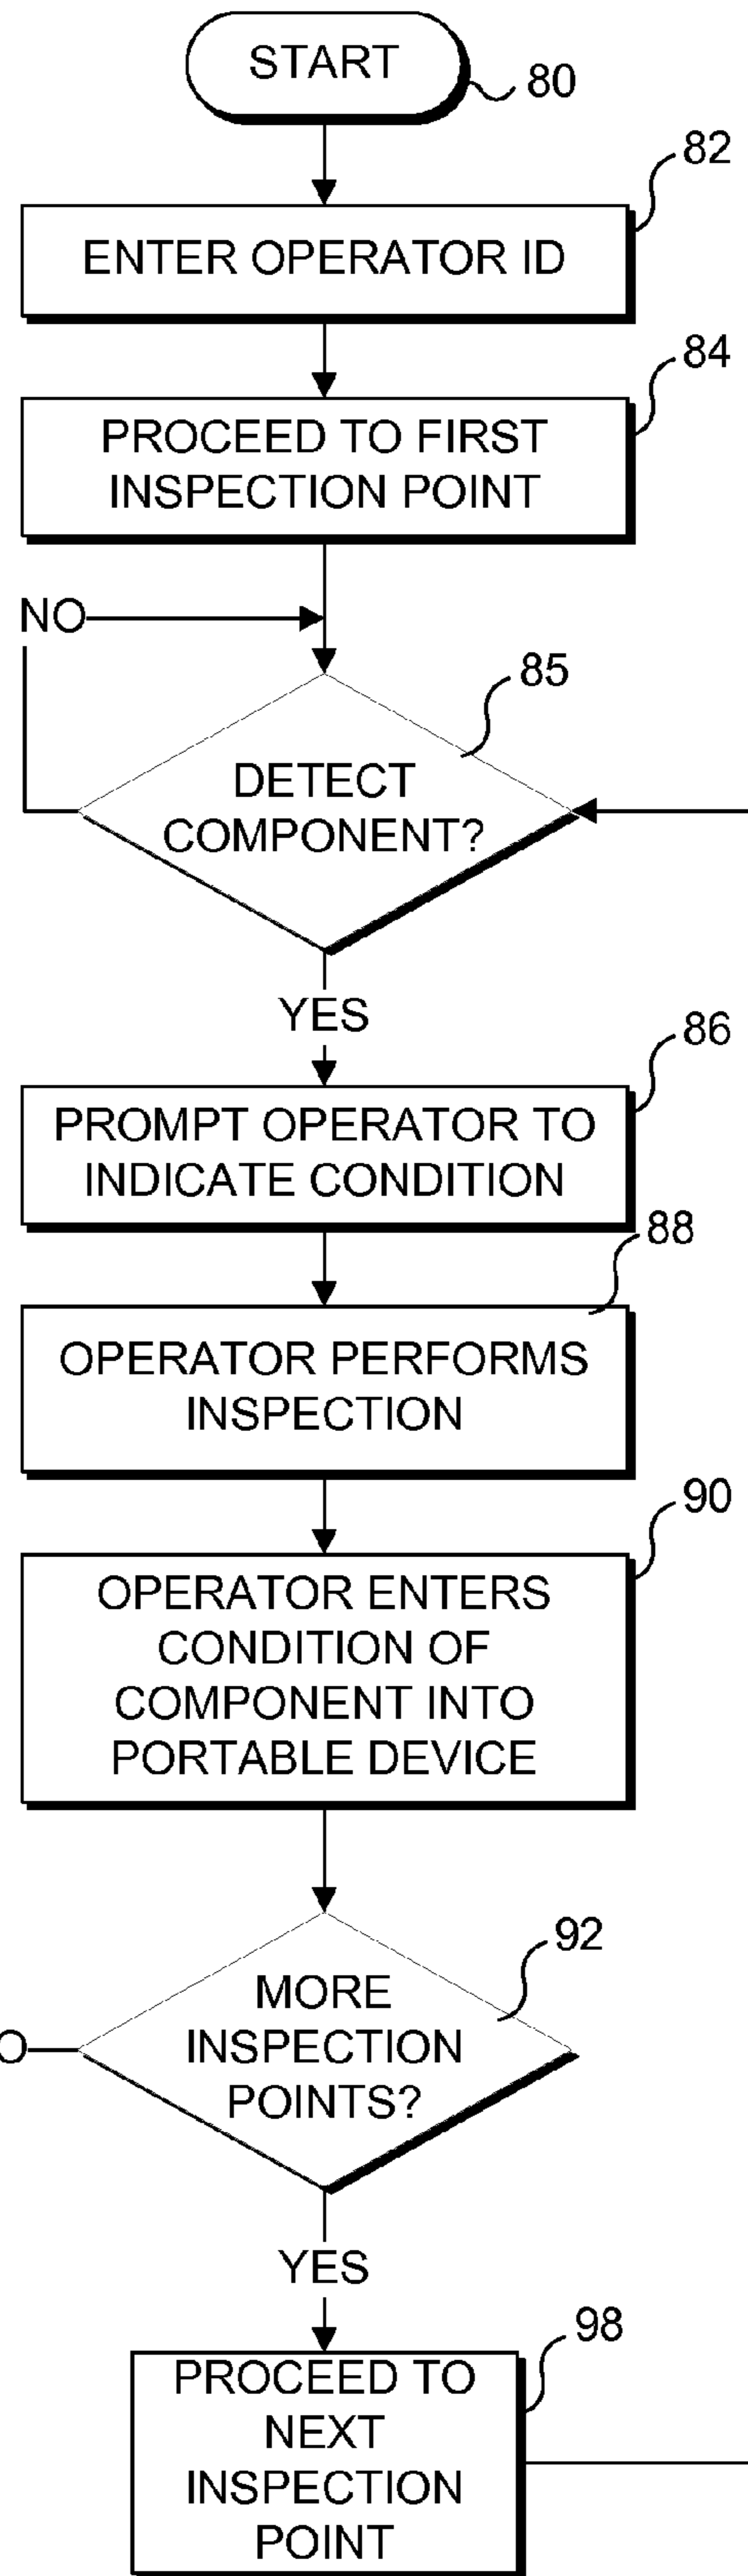 START
80
82
ENTER OPERATOR ID
84
PROCEED TO FIRST
INSPECTION POINT
NO
85
DETECT
COMPONENT?
YES
86
PROMPT OPERATOR TO
INDICATE CONDITION
88
OPERATOR PERFORMS
INSPECTION
90
OPERATOR ENTERS
CONDITION OF
COMPONENT INTO
PORTABLE DEVICE
92
MORE
INSPECTION
POINTS?
O
YES
98
PROCEED TO
NEXT
INSPECTION
POINT